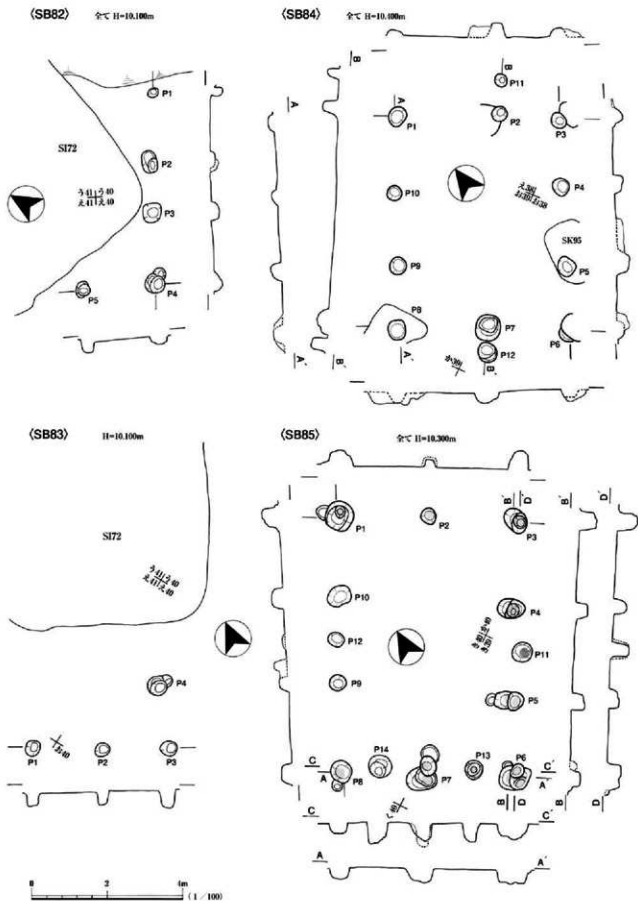 〈SB82〉 全て H=10.100m
P1
P2
SI72
う41 う40
え41 え40
P3
P5
P4
〈SB84〉 全て H=10.400m
B
B
P11
A
A
P1
P2
P3
P10
P4
SK95
P9
P5
P8
P7
P6
P12
A´
A´
B´
B´
〈SB83〉 H=10.100m
SI72
う41 う40
え41 え40
P4
P1
お40
P2
P3
〈SB85〉 全て H=10.300m
B´ D´
B´
D´
P1
P2
P3
P10
P4
P12
P11
P9
P5
P14
P13
P6
C
A
P8
P7
C´
A´
B D
B
D
C
C´
A
A´
0 2 4m
(1/100)